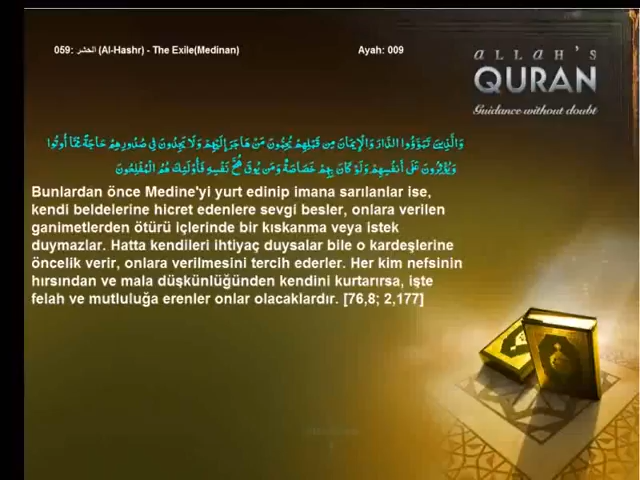 059: الحشر (Al-Hashr) - The Exile(Medinan)
Ayah: 009
ALLAH'S
QURAN
Guidance without doubt
وَالَّذِينَ تَبَوَّؤُوا الدَّارَ وَالْإِيمَانَ مِن قَبْلِهِمْ يُحِبُّونَ مَنْ هَاجَرَ إِلَيْهِمْ وَلَا يَجِدُونَ فِي صُدُورِهِمْ حَاجَةً مِّمَّا أُوتُوا
وَيُؤْثِرُونَ عَلَى أَنفُسِهِمْ وَلَوْ كَانَ بِهِمْ خَصَاصَةٌ وَمَن يُوقَ شُحَّ نَفْسِهِ فَأُوْلَئِكَ هُمُ الْمُفْلِحُونَ
Bunlardan önce Medine'yi yurt edinip imana sarılanlar ise,
kendi beldelerine hicret edenlere sevgi besler, onlara verilen
ganimetlerden ötürü içlerinde bir kıskanma veya istek
duymazlar. Hatta kendileri ihtiyaç duysalar bile o kardeşlerine
öncelik verir, onlara verilmesini tercih ederler. Her kim nefsinin
hırsından ve mala düşkünlüğünden kendini kurtarırsa, işte
felah ve mutluluğa erenler onlar olacaklardır. [76,8; 2,177]